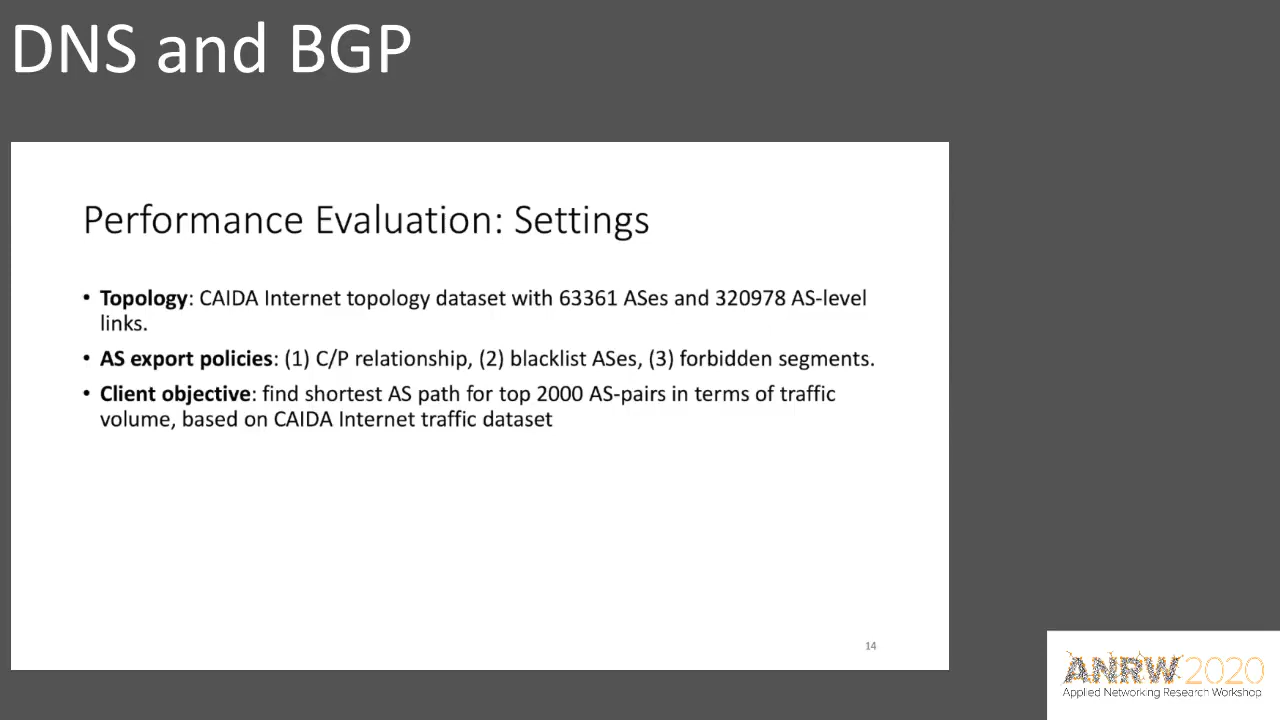 DNS and BGP
Performance Evaluation: Settings
• Topology: CAIDA Internet topology dataset with 63361 ASes and 320978 AS-level
links.
• AS export policies: (1) C/P relationship, (2) blacklist ASes, (3) forbidden segments.
• Client objective: find shortest AS path for top 2000 AS-pairs in terms of traffic
volume, based on CAIDA Internet traffic dataset
14
ANRW2020
Applied Networking Research Workshop